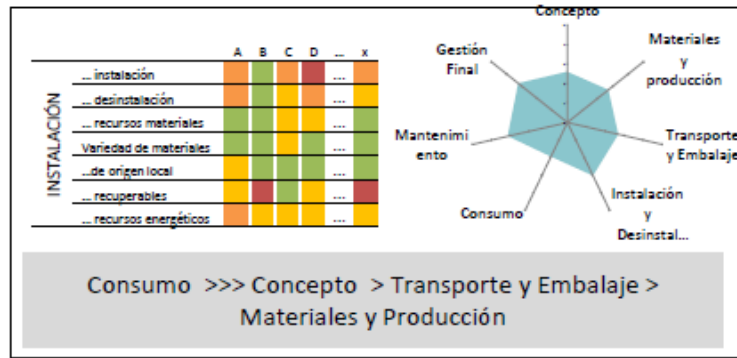 A B C D ... x
INSTALACIÓN
... instalación ...
... desinstalación ...
... recursos materiales ...
Variedad de materiales ...
...de origen local ...
... recuperables ...
... recursos energéticos ...
Concepto
Materiales
y
producción
Transporte
y Embalaje
Instalación
y
Desinstal...
Consumo
Mantenimi
ento
Gestión
Final
Consumo >>> Concepto > Transporte y Embalaje >
Materiales y Producción